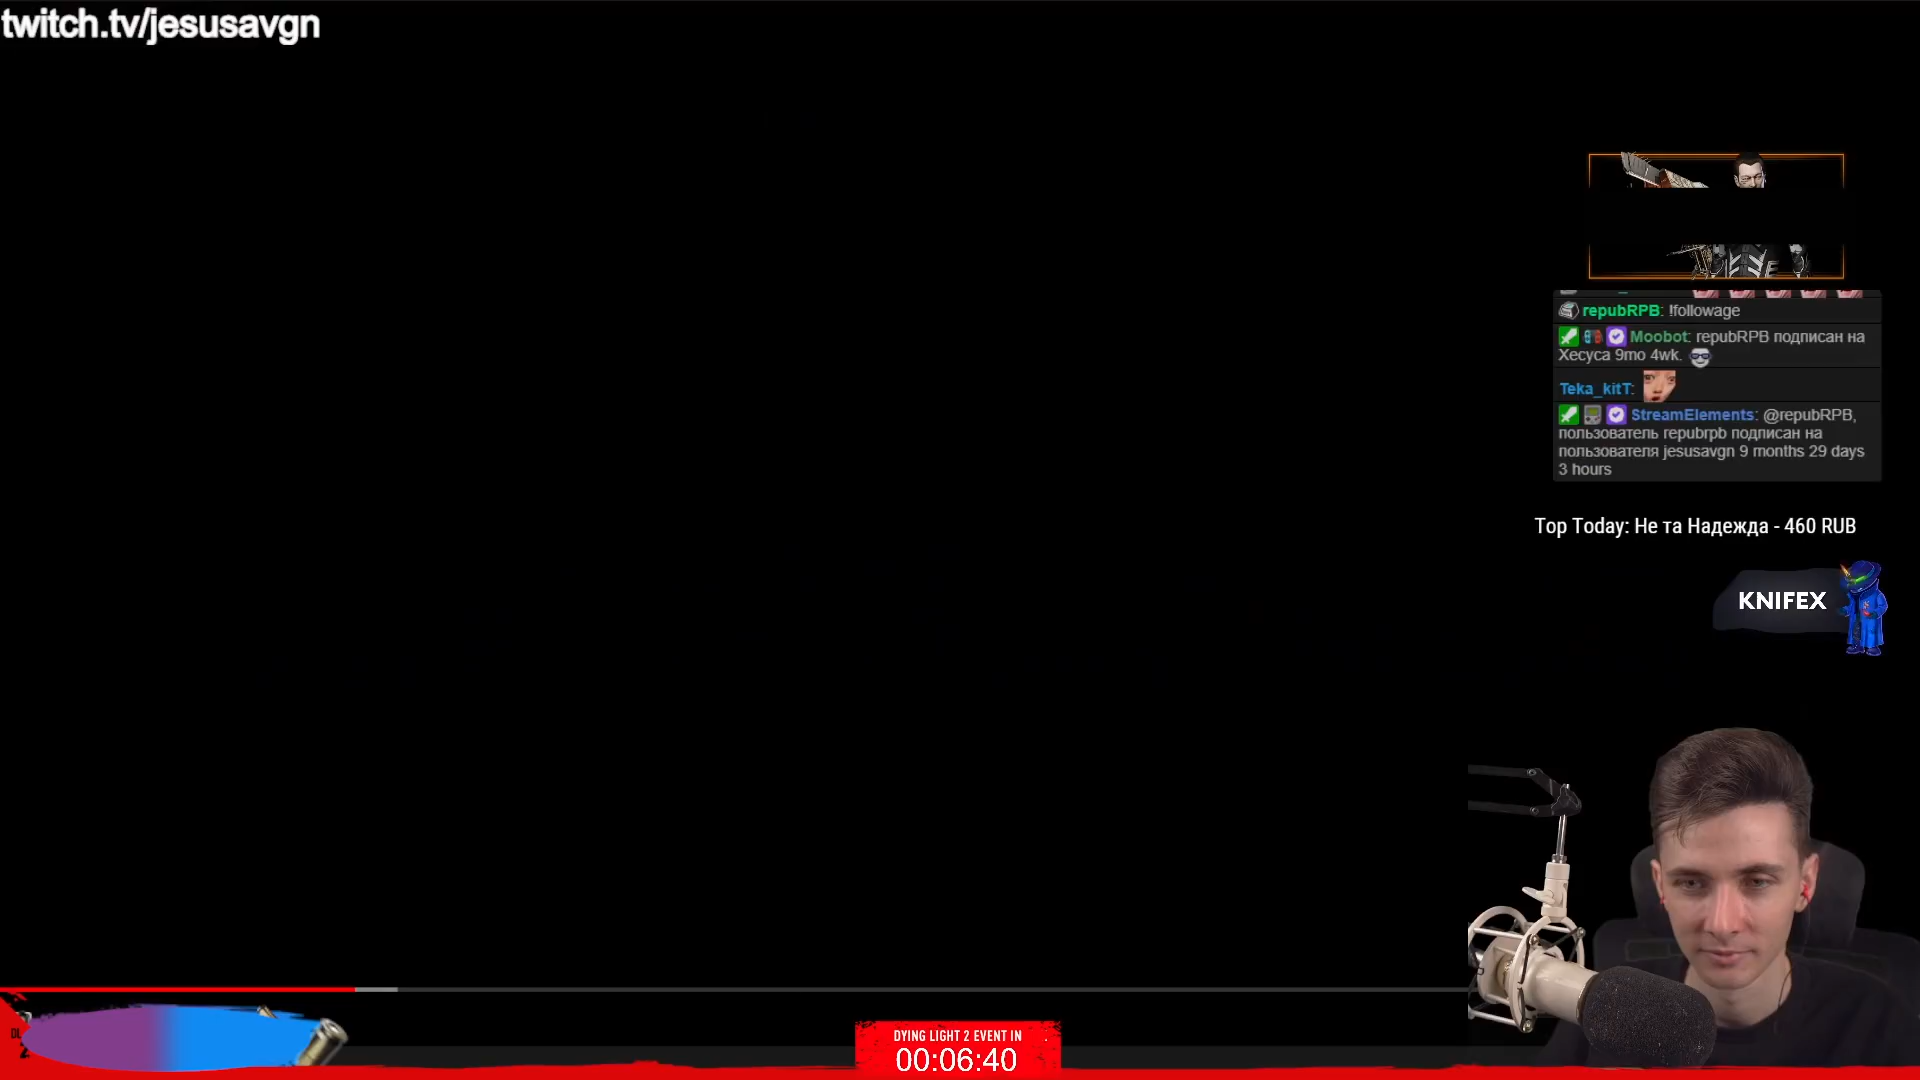 twitch.tv/jesusavgn
repubRPB: !followage
Moobot: repubRPB подписан на
Хесуса 9mo 4wk.
Teka_kitT:
StreamElements: @repubRPB,
пользователь repubrpb подписан на
пользователя jesusavgn 9 months 29 days
3 hours
Top Today: Не та Надежда - 460 RUB
KNIFEX
DYING LIGHT 2 EVENT IN
00:06:40